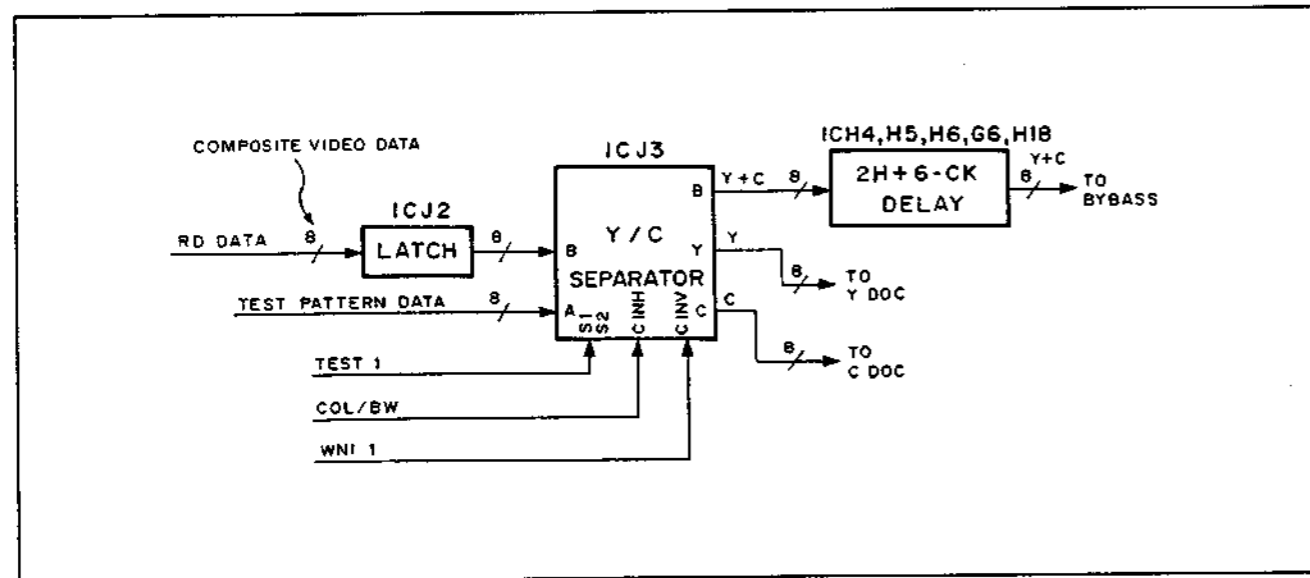 COMPOSITE VIDEO DATA
RD DATA
8
ICJ2
LATCH
8
TEST PATTERN DATA
8
TEST 1
COL/BW
WNI 1
ICJ3
Y/C
SEPARATOR
B
A
S1
S2
C INH
C INV
B
Y
C
Y+C
8
Y
8
TO
Y DOC
C
8
TO
C DOC
ICH4,H5,H6,G6,H18
2H+6-CK
DELAY
Y+C
8
TO
BYBASS